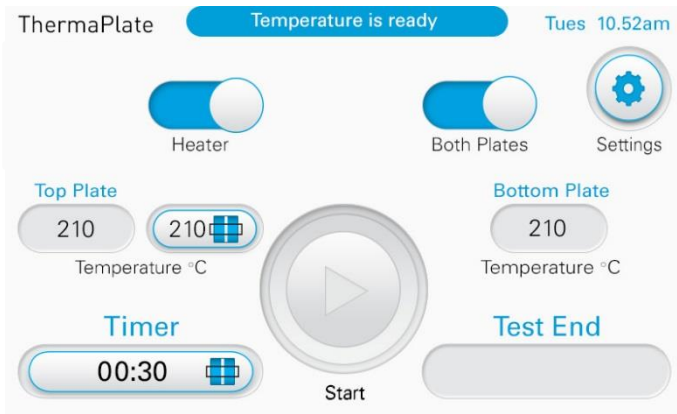 ThermaPlate
Temperature is ready
Tues 10.52am
Heater
Both Plates
Settings
Top Plate
210
210
Temperature °C
Bottom Plate
210
Temperature °C
Timer
00:30
Start
Test End